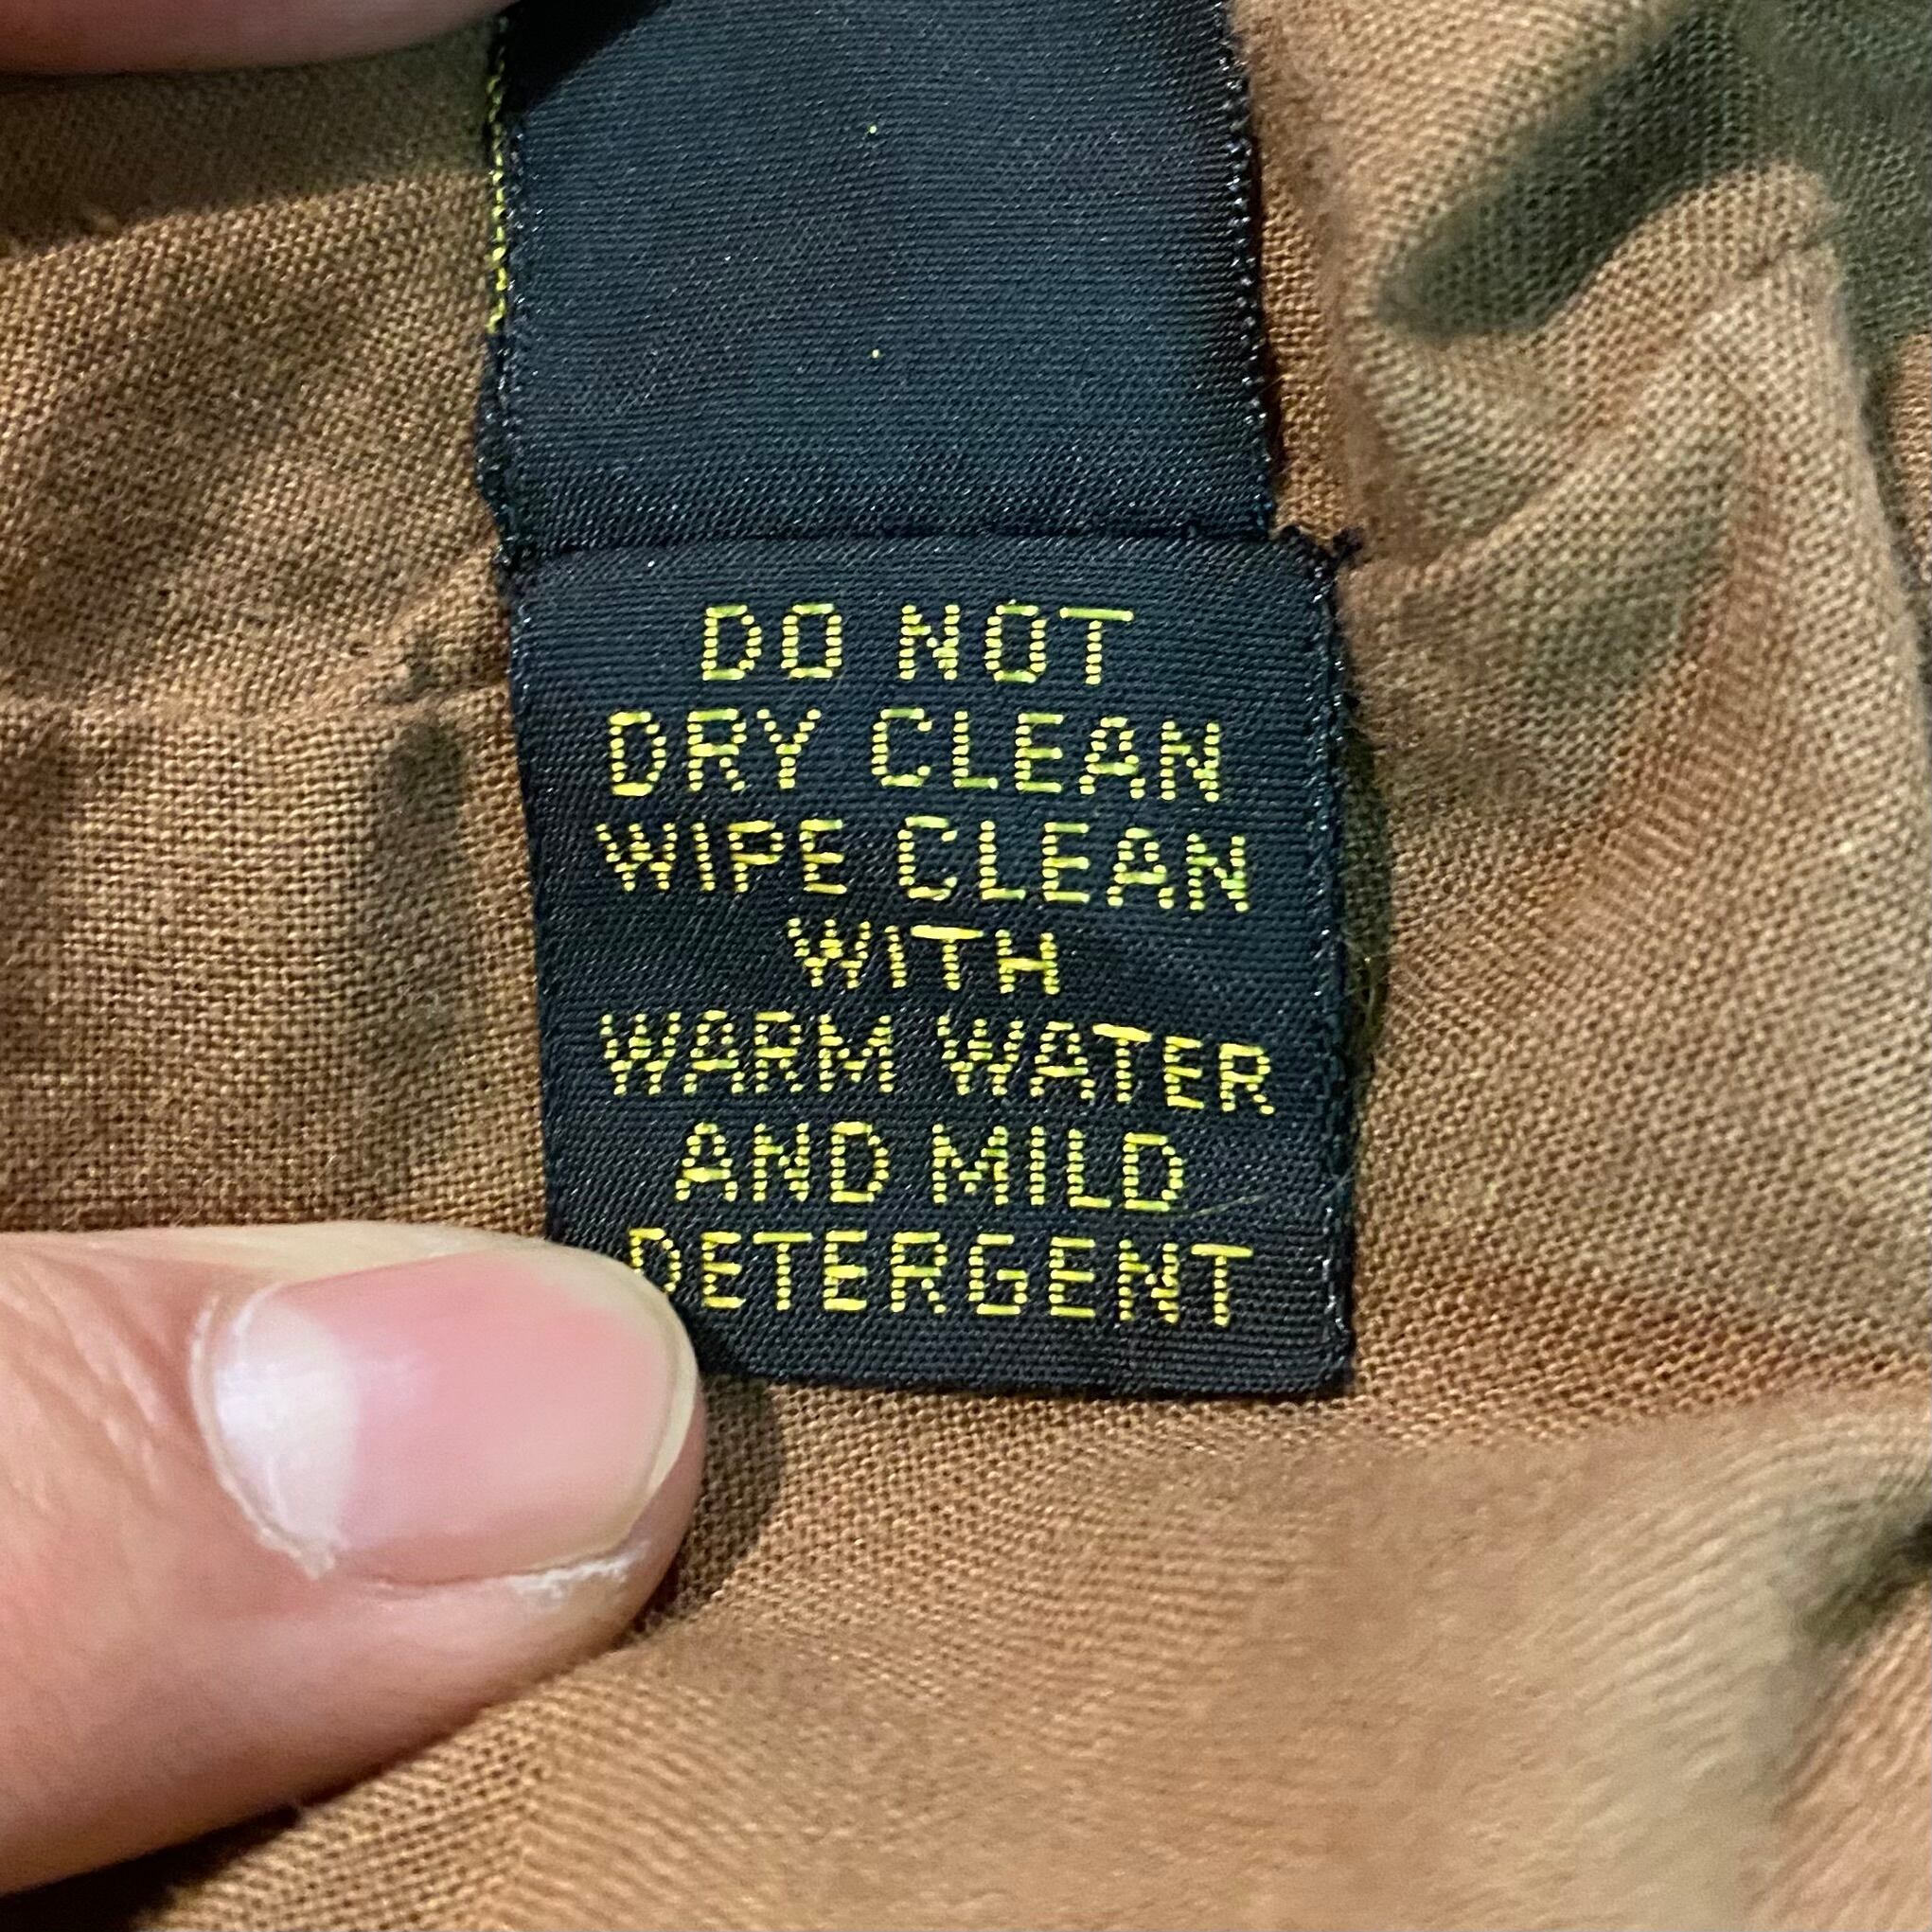 DO NOT
DRY CLEAN
WIPE CLEAN
WITH
WARM WATER
AND MILD
DETERGENT